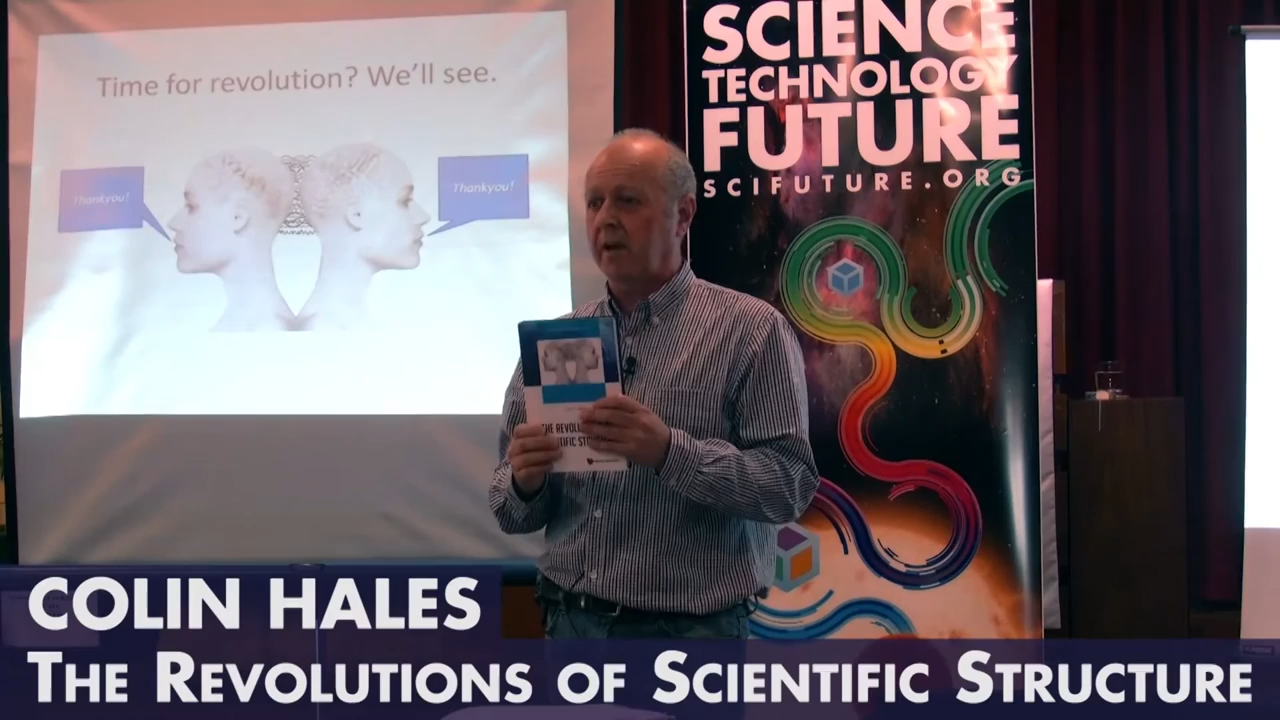 Time for revolution? We'll see.
Thankyou!
Thankyou!
SCIENCE
TECHNOLOGY
FUTURE
SCIFUTURE.ORG
THE
COLIN HALES
THE REVOLUTIONS OF SCIENTIFIC STRUCTURE